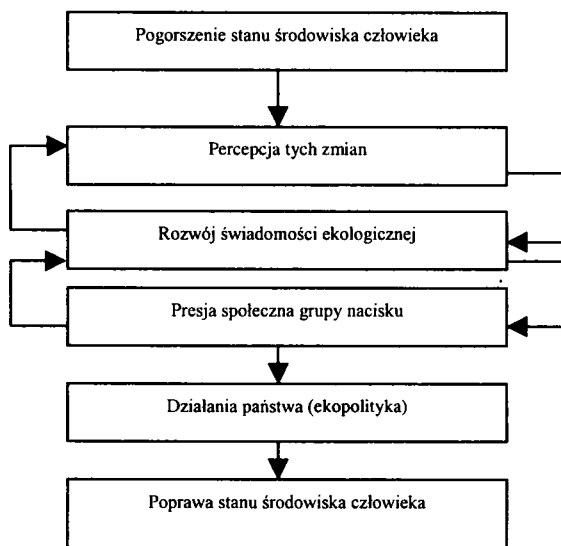 Pogorszenie stanu środowiska człowieka
Percepcja tych zmian
Rozwój świadomości ekologicznej
Presja społeczna grupy nacisku
Działania państwa (ekopolityka)
Poprawa stanu środowiska człowieka